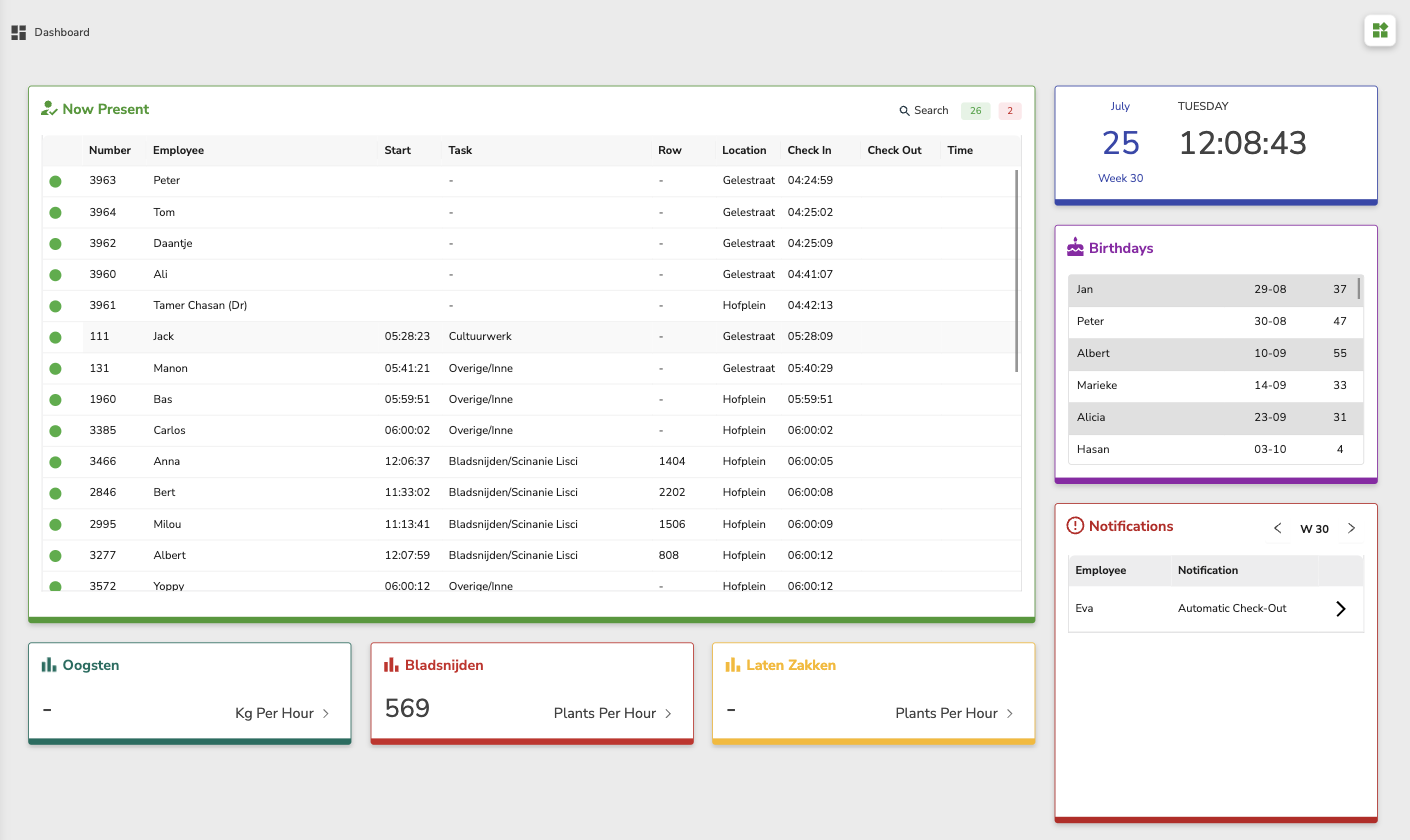 Dashboard
Now Present
Search 26 2
Number Employee Start Task Row Location Check In Check Out Time
3963 Peter - - Gelestraat 04:24:59
3964 Tom - - Gelestraat 04:25:02
3962 Daantje - - Gelestraat 04:25:09
3960 Ali - - Gelestraat 04:41:07
3961 Tamer Chasan (Dr) - - Hofplein 04:42:13
111 Jack 05:28:23 Cultuurwerk - Gelestraat 05:28:09
131 Manon 05:41:21 Overige/Inne - Gelestraat 05:40:29
1960 Bas 05:59:51 Overige/Inne - Hofplein 05:59:51
3385 Carlos 06:00:02 Overige/Inne - Hofplein 06:00:02
3466 Anna 12:06:37 Bladsnijden/Scinanie Lisci 1404 Hofplein 06:00:05
2846 Bert 11:33:02 Bladsnijden/Scinanie Lisci 2202 Hofplein 06:00:08
2995 Milou 11:13:41 Bladsnijden/Scinanie Lisci 1506 Hofplein 06:00:09
3277 Albert 12:07:59 Bladsnijden/Scinanie Lisci 808 Hofplein 06:00:12
3572 Yoppy 06:00:12 Overige/Inne - Hofplein 06:00:12
Oogsten
- Kg Per Hour
Bladsnijden
569 Plants Per Hour
Laten Zakken
- Plants Per Hour
July TUESDAY
25 12:08:43
Week 30
Birthdays
Jan 29-08 37
Peter 30-08 47
Albert 10-09 55
Marieke 14-09 33
Alicia 23-09 31
Hasan 03-10 4
Notifications W 30
Employee Notification
Eva Automatic Check-Out